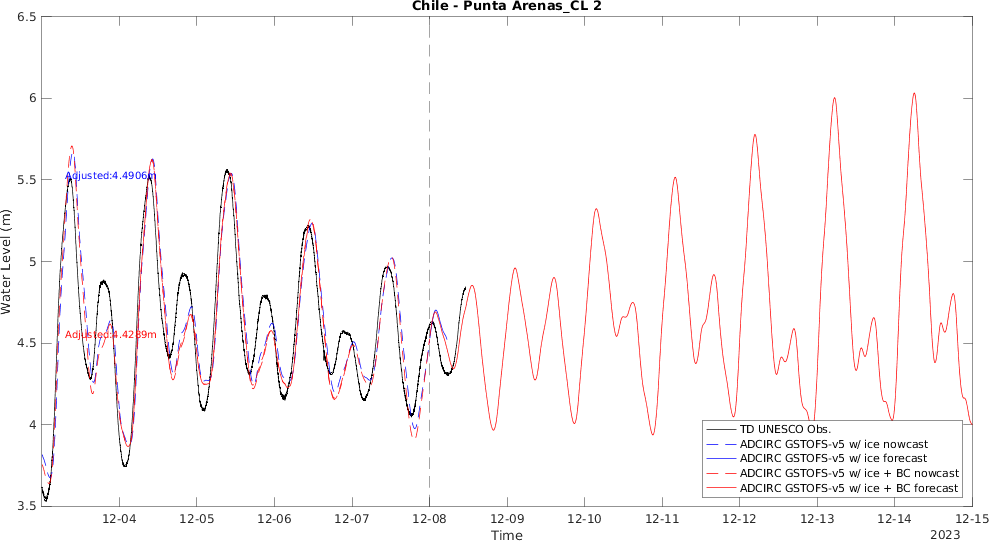 Chile - Punta Arenas_CL 2
6.5
6
5.5
5
4.5
4
3.5
Water Level (m)
Adjusted:4.4906m
Adjusted:4.4289m
TD UNESCO Obs.
ADCIRC GSTOFS-v5 w/ ice nowcast
ADCIRC GSTOFS-v5 w/ ice forecast
ADCIRC GSTOFS-v5 w/ ice + BC nowcast
ADCIRC GSTOFS-v5 w/ ice + BC forecast
12-04 12-05 12-06 12-07 12-08 12-09 12-10 12-11 12-12 12-13 12-14 12-15
Time
2023